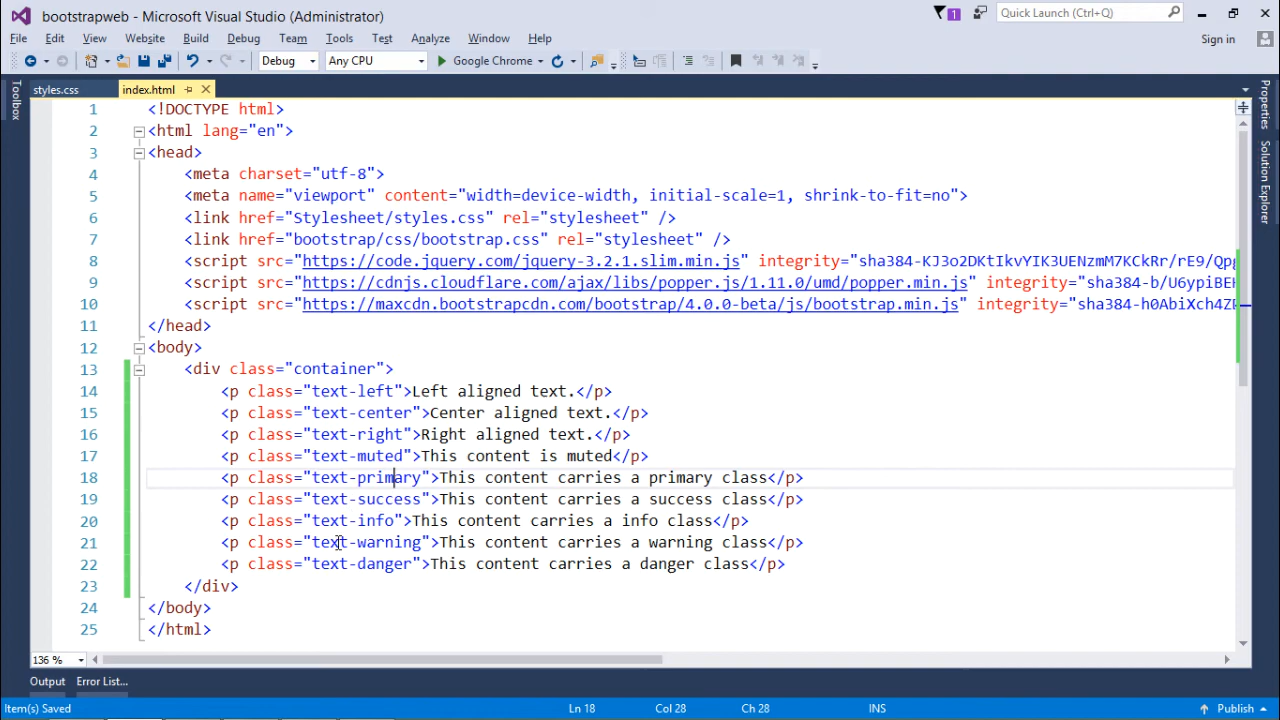 bootstrapweb - Microsoft Visual Studio (Administrator)
1
Quick Launch (Ctrl+Q)
File Edit View Website Build Debug Team Tools Test Analyze Window Help
Sign in
Debug Any CPU Google Chrome
Toolbox
styles.css index.html
Properties
Solution Explorer
1 <!DOCTYPE html>
2 <html lang="en">
3 <head>
4 <meta charset="utf-8">
5 <meta name="viewport" content="width=device-width, initial-scale=1, shrink-to-fit=no">
6 <link href="Stylesheet/styles.css" rel="stylesheet" />
7 <link href="bootstrap/css/bootstrap.css" rel="stylesheet" />
8 <script src="https://code.jquery.com/jquery-3.2.1.slim.min.js" integrity="sha384-KJ3o2DKtIkvYIK3UENzmM7KCkRr/rE9/Qpg
9 <script src="https://cdnjs.cloudflare.com/ajax/libs/popper.js/1.11.0/umd/popper.min.js" integrity="sha384-b/U6ypiBEH
10 <script src="https://maxcdn.bootstrapcdn.com/bootstrap/4.0.0-beta/js/bootstrap.min.js" integrity="sha384-h0AbiXch4Z
11 </head>
12 <body>
13 <div class="container">
14 <p class="text-left">Left aligned text.</p>
15 <p class="text-center">Center aligned text.</p>
16 <p class="text-right">Right aligned text.</p>
17 <p class="text-muted">This content is muted</p>
18 <p class="text-primary">This content carries a primary class</p>
19 <p class="text-success">This content carries a success class</p>
20 <p class="text-info">This content carries a info class</p>
21 <p class="text-warning">This content carries a warning class</p>
22 <p class="text-danger">This content carries a danger class</p>
23 </div>
24 </body>
25 </html>
136 %
Output Error List...
Item(s) Saved Ln 18 Col 28 Ch 28 INS Publish